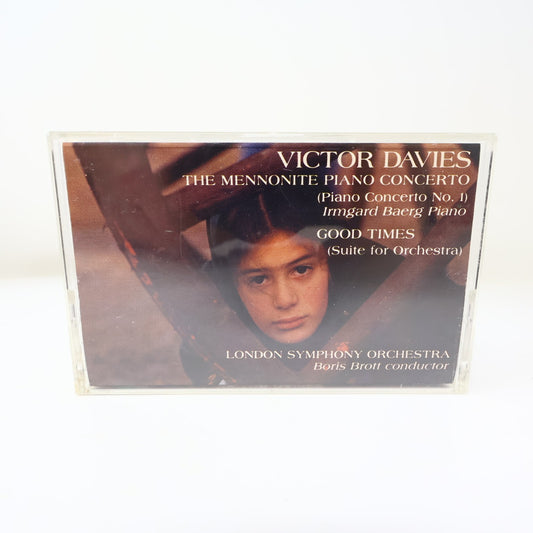 VICTOR DAVIES
THE MENNONITE PIANO CONCERTO
(Piano Concerto No. 1)
Irmgard Baerg Piano
GOOD TIMES
(Suite for Orchestra)
LONDON SYMPHONY ORCHESTRA
Boris Brott conductor